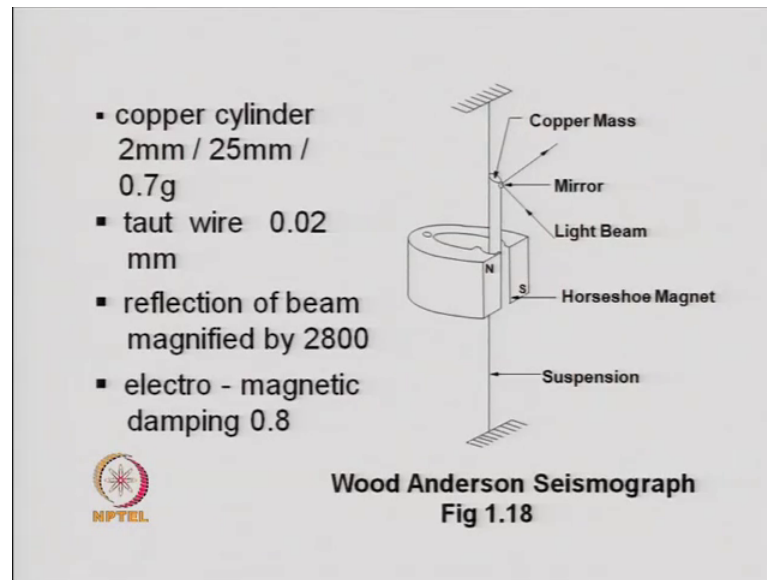 ▪ copper cylinder
2mm / 25mm /
0.7g
▪ taut wire 0.02
mm
▪ reflection of beam
magnified by 2800
▪ electro - magnetic
damping 0.8
Copper Mass
Mirror
Light Beam
N
S
Horseshoe Magnet
Suspension
Wood Anderson Seismograph
Fig 1.18
NPTEL